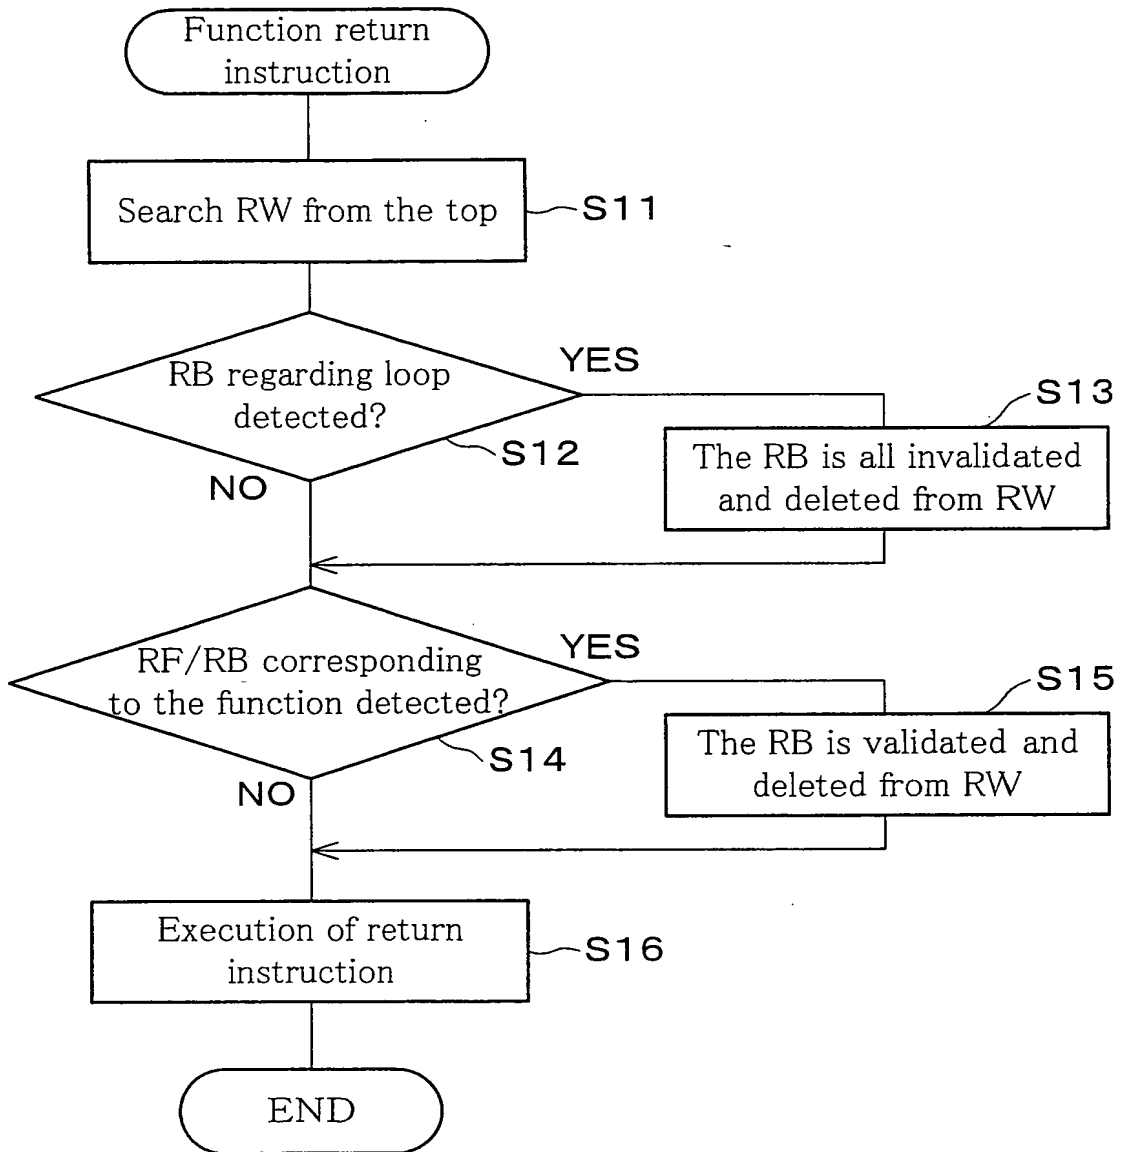 Function return
instruction
Search RW from the top
S11
RB regarding loop
detected?
YES
S12
NO
S13
The RB is all invalidated
and deleted from RW
RF/RB corresponding
to the function detected?
YES
S14
NO
S15
The RB is validated and
deleted from RW
Execution of return
instruction
S16
END